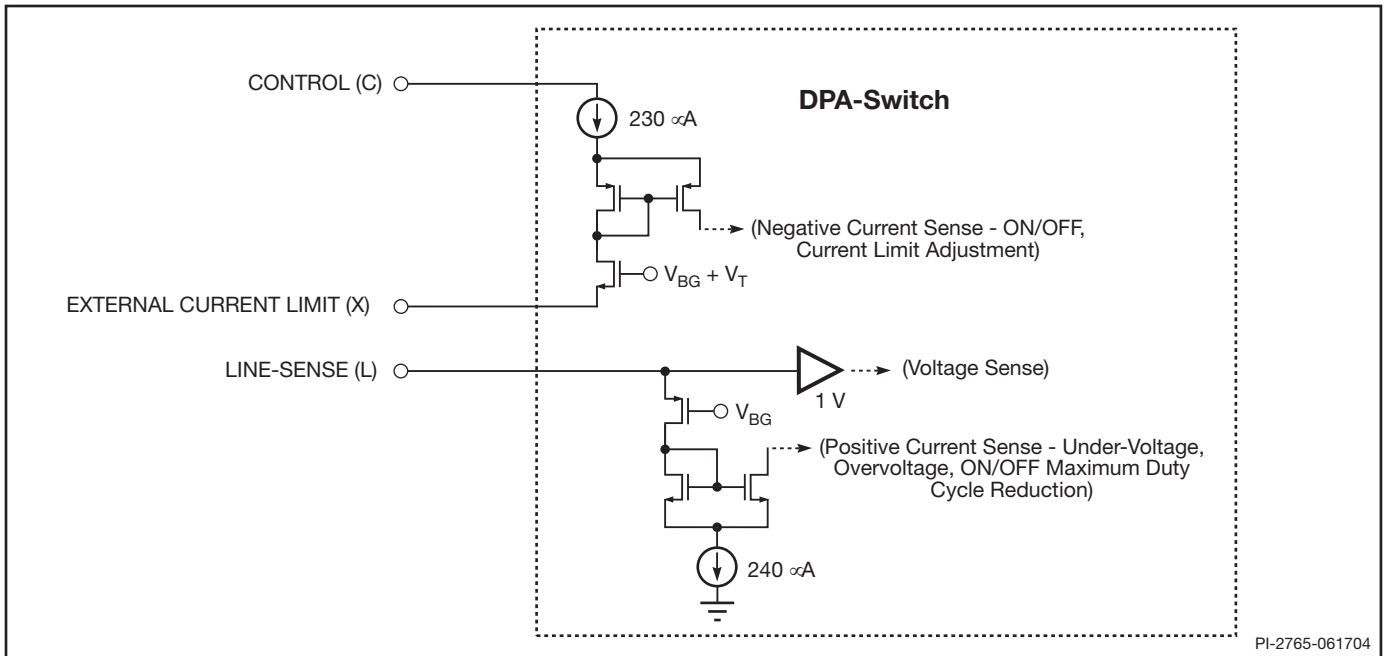 CONTROL (C)
DPA-Switch
230 ∝A
(Negative Current Sense - ON/OFF,
Current Limit Adjustment)
VBG + VT
EXTERNAL CURRENT LIMIT (X)
LINE-SENSE (L)
(Voltage Sense)
1 V
VBG
(Positive Current Sense - Under-Voltage,
Overvoltage, ON/OFF Maximum Duty
Cycle Reduction)
240 ∝A
PI-2765-061704